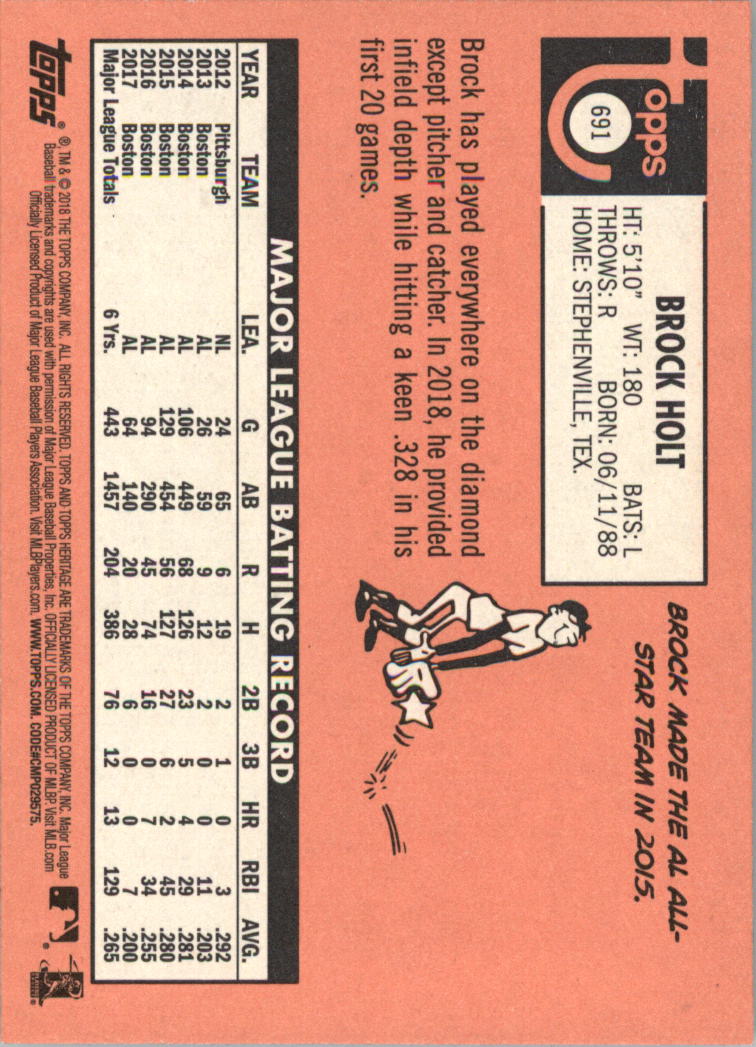 topps
691
BROCK HOLT
HT: 5'10" WT: 180 BATS: L
THROWS: R BORN: 06/11/88
HOME: STEPHENVILLE, TEX.
BROCK MADE THE AL ALL-
STAR TEAM IN 2015.
Brock has played everywhere on the diamond
except pitcher and catcher. In 2018, he provided
infield depth while hitting a keen .328 in his
first 20 games.
MAJOR LEAGUE BATTING RECORD
YEAR TEAM LEA. G AB R H 2B 3B HR RBI AVG.
2012 Pittsburgh NL 24 65 6 19 2 1 0 3 .292
2013 Boston AL 26 59 9 12 2 0 0 11 .203
2014 Boston AL 106 449 68 126 23 5 4 29 .281
2015 Boston AL 129 454 56 127 27 6 2 45 .280
2016 Boston AL 94 290 45 74 16 0 7 34 .255
2017 Boston AL 64 140 20 28 6 0 0 7 .200
Major League Totals 6 Yrs. 443 1457 204 386 76 12 13 129 .265
topps®
®, TM & © 2018 THE TOPPS COMPANY, INC. ALL RIGHTS RESERVED. TOPPS AND TOPPS HERITAGE ARE TRADEMARKS OF THE TOPPS COMPANY, INC. Major League
Baseball trademarks and copyrights are used with permission of Major League Baseball Properties, Inc. OFFICIALLY LICENSED PRODUCT OF MLBP. Visit MLB.com
Officially Licensed Product of Major League Baseball Players Association. Visit MLBPlayers.com. WWW.TOPPS.COM. CODE#CMP029575.